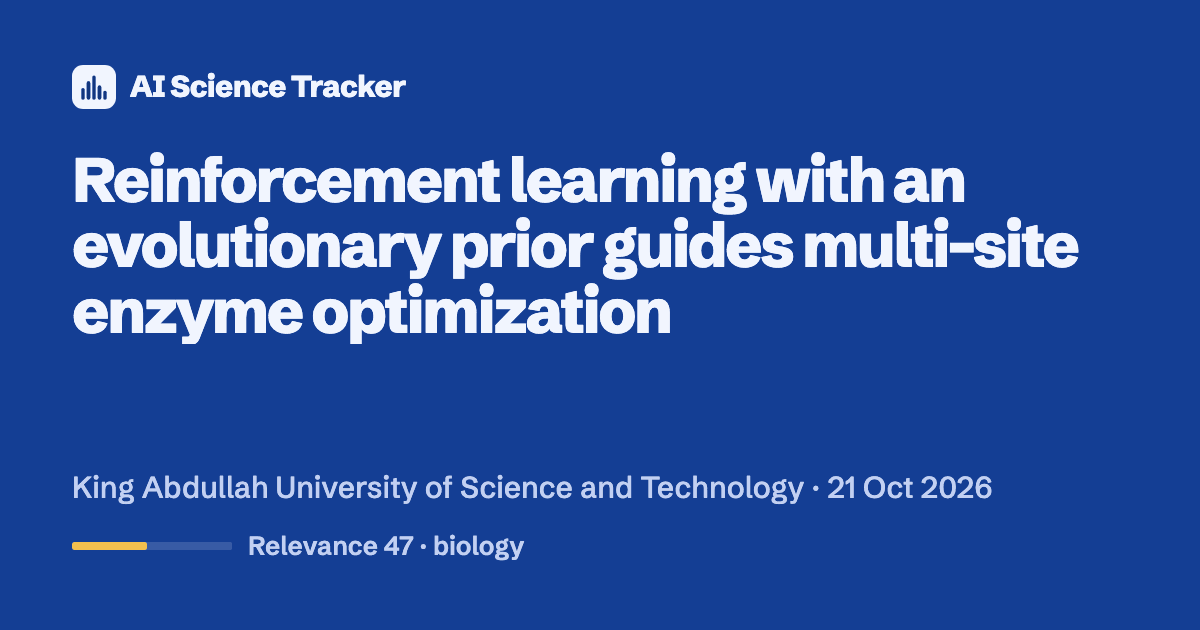 AI Science Tracker
Reinforcement learning with an
evolutionary prior guides multi-site
enzyme optimization
King Abdullah University of Science and Technology · 21 Oct 2026
Relevance 47 · biology